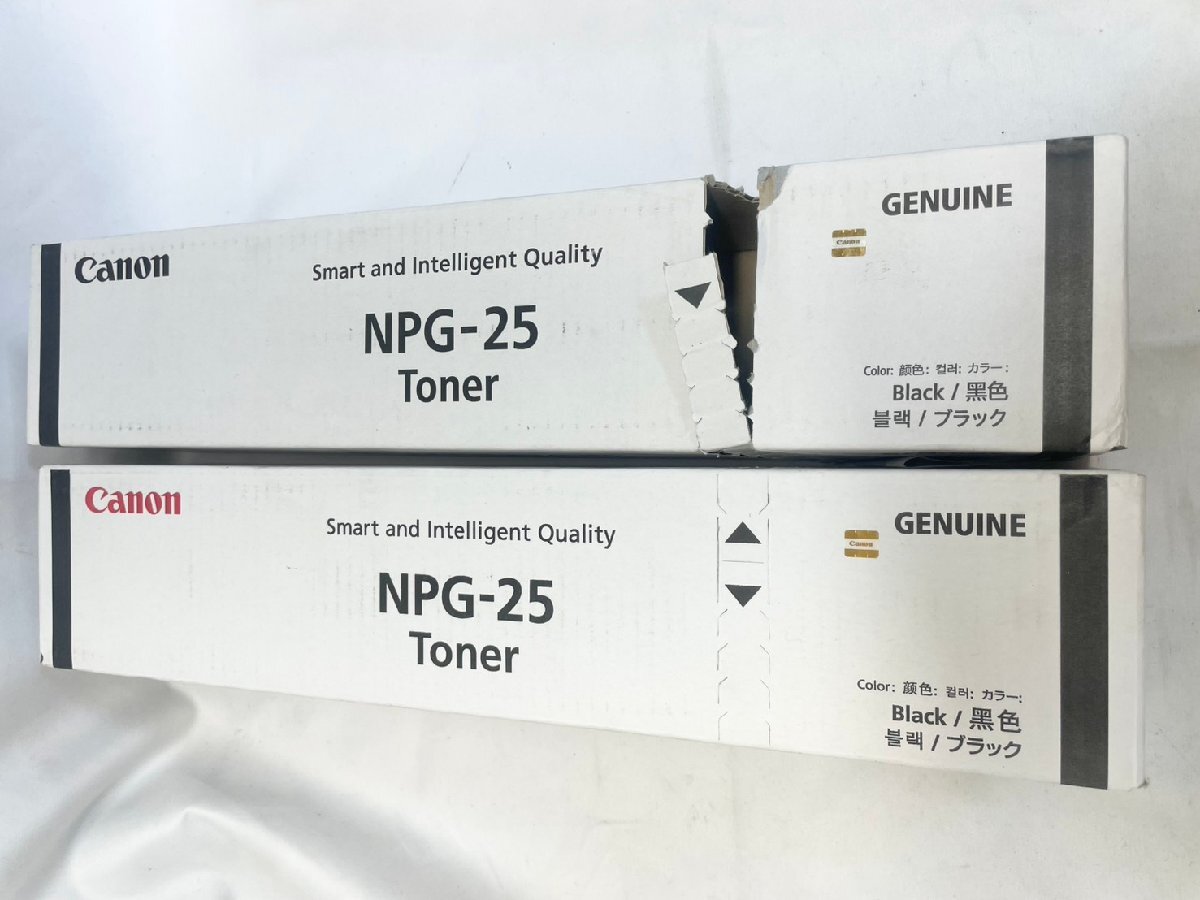 Canon
Smart and Intelligent Quality
NPG-25
Toner
GENUINE
Canon
Color: 颜色: 컬러: カラー:
Black / 黑色
블랙 / ブラック
Canon
Smart and Intelligent Quality
NPG-25
Toner
GENUINE
Canon
Color: 颜色: 컬러: カラー:
Black / 黑色
블랙 / ブラック